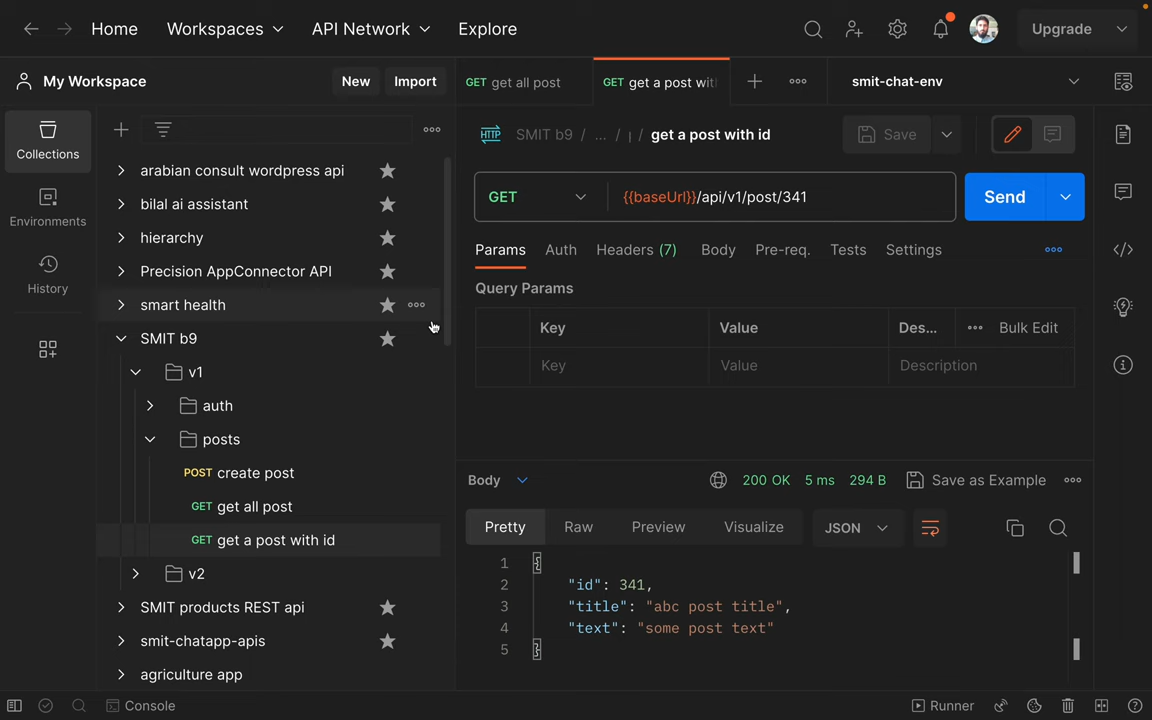 Home Workspaces API Network Explore Upgrade
My Workspace New Import
GET get all post GET get a post wit
smit-chat-env
Collections
Environments
History
arabian consult wordpress api
bilal ai assistant
hierarchy
Precision AppConnector API
smart health
SMIT b9
v1
auth
posts
POST create post
GET get all post
GET get a post with id
v2
SMIT products REST api
smit-chatapp-apis
agriculture app
HTTP SMIT b9 / ... / | / get a post with id Save
GET {{baseUrl}}/api/v1/post/341 Send
Params Auth Headers (7) Body Pre-req. Tests Settings
Query Params
Key Value Des... Bulk Edit
Key Value Description
Body 200 OK 5 ms 294 B Save as Example
Pretty Raw Preview Visualize JSON
1 {
2 "id": 341,
3 "title": "abc post title",
4 "text": "some post text"
5 }
Console Runner